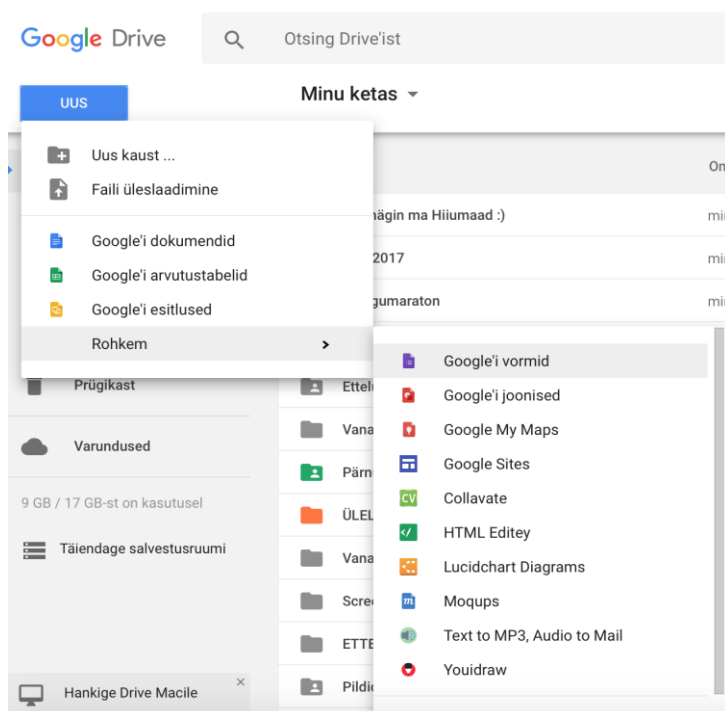 Google Drive
Otsing Drive'ist
UUS
Minu ketas
Uus kaust ...
Faili üleslaadimine
Google'i dokumendid
Google'i arvutustabelid
Google'i esitlused
Rohkem
nägin ma Hiiumaad :)
2017
gumaraton
Google'i vormid
Google'i joonised
Google My Maps
Google Sites
Collavate
HTML Editey
Lucidchart Diagrams
Moqups
Text to MP3, Audio to Mail
Youidraw
Prügikast
Varundused
9 GB / 17 GB-st on kasutusel
Täiendage salvestusruumi
Hankige Drive Macile
Ettel
Vana
Pärn
ÜLEL
Vana
Scre
ETTE
Pildi